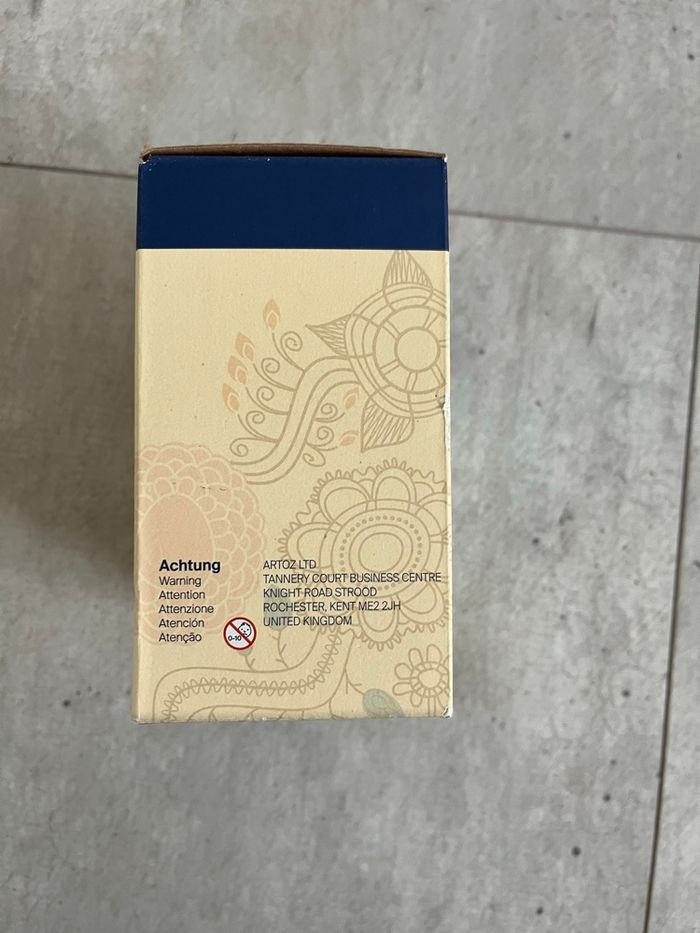 Achtung
Warning
Attention
Attenzione
Atención
Atenção
0-10
ARTOZ LTD
TANNERY COURT BUSINESS CENTRE
KNIGHT ROAD STROOD
ROCHESTER, KENT ME2 2JH
UNITED KINGDOM